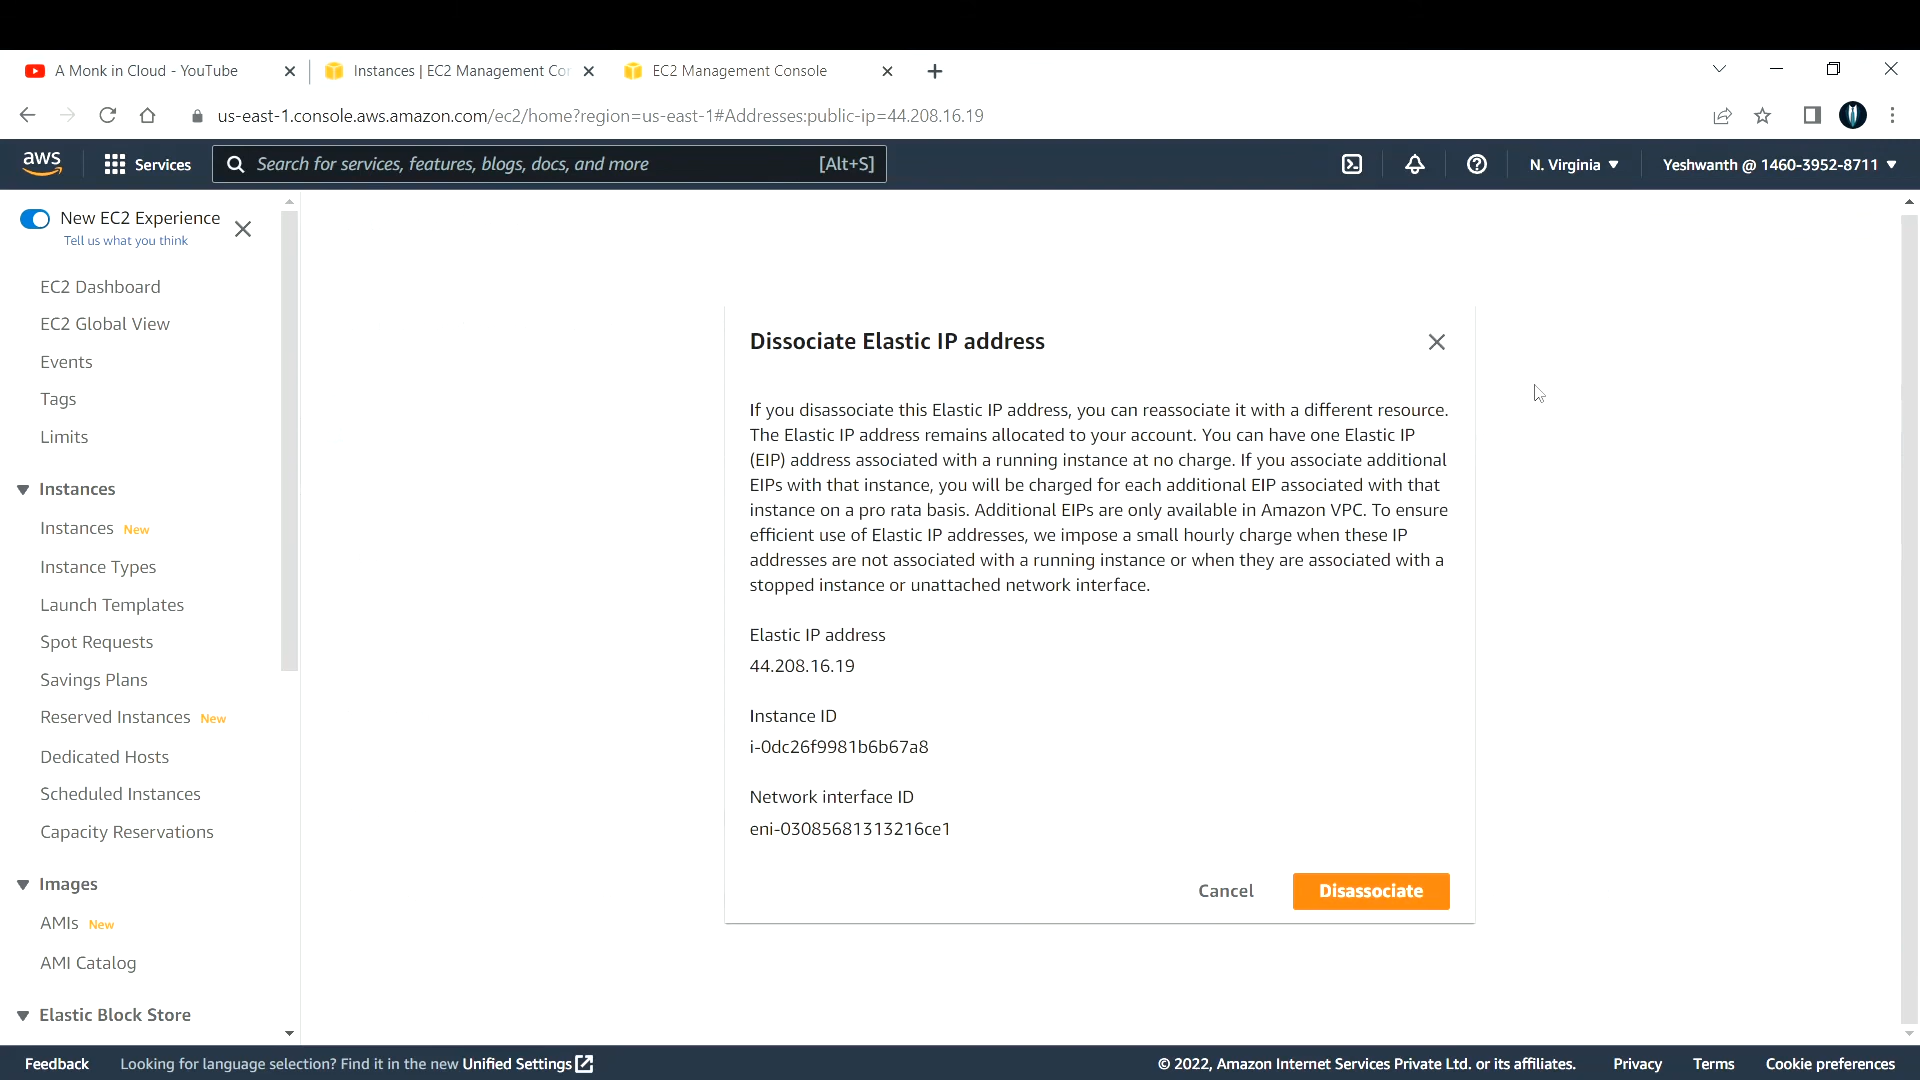 A Monk in Cloud - YouTube
Instances | EC2 Management Cor
EC2 Management Console
us-east-1.console.aws.amazon.com/ec2/home?region=us-east-1#Addresses:public-ip=44.208.16.19
aws
Services
Search for services, features, blogs, docs, and more
[Alt+S]
N. Virginia
Yeshwanth @ 1460-3952-8711
New EC2 Experience
Tell us what you think
EC2 Dashboard
EC2 Global View
Events
Tags
Limits
Instances
Instances New
Instance Types
Launch Templates
Spot Requests
Savings Plans
Reserved Instances New
Dedicated Hosts
Scheduled Instances
Capacity Reservations
Images
AMIs New
AMI Catalog
Elastic Block Store
Dissociate Elastic IP address
If you disassociate this Elastic IP address, you can reassociate it with a different resource.
The Elastic IP address remains allocated to your account. You can have one Elastic IP
(EIP) address associated with a running instance at no charge. If you associate additional
EIPs with that instance, you will be charged for each additional EIP associated with that
instance on a pro rata basis. Additional EIPs are only available in Amazon VPC. To ensure
efficient use of Elastic IP addresses, we impose a small hourly charge when these IP
addresses are not associated with a running instance or when they are associated with a
stopped instance or unattached network interface.
Elastic IP address
44.208.16.19
Instance ID
i-0dc26f9981b6b67a8
Network interface ID
eni-03085681313216ce1
Cancel
Disassociate
Feedback
Looking for language selection? Find it in the new Unified Settings
© 2022, Amazon Internet Services Private Ltd. or its affiliates.
Privacy
Terms
Cookie preferences